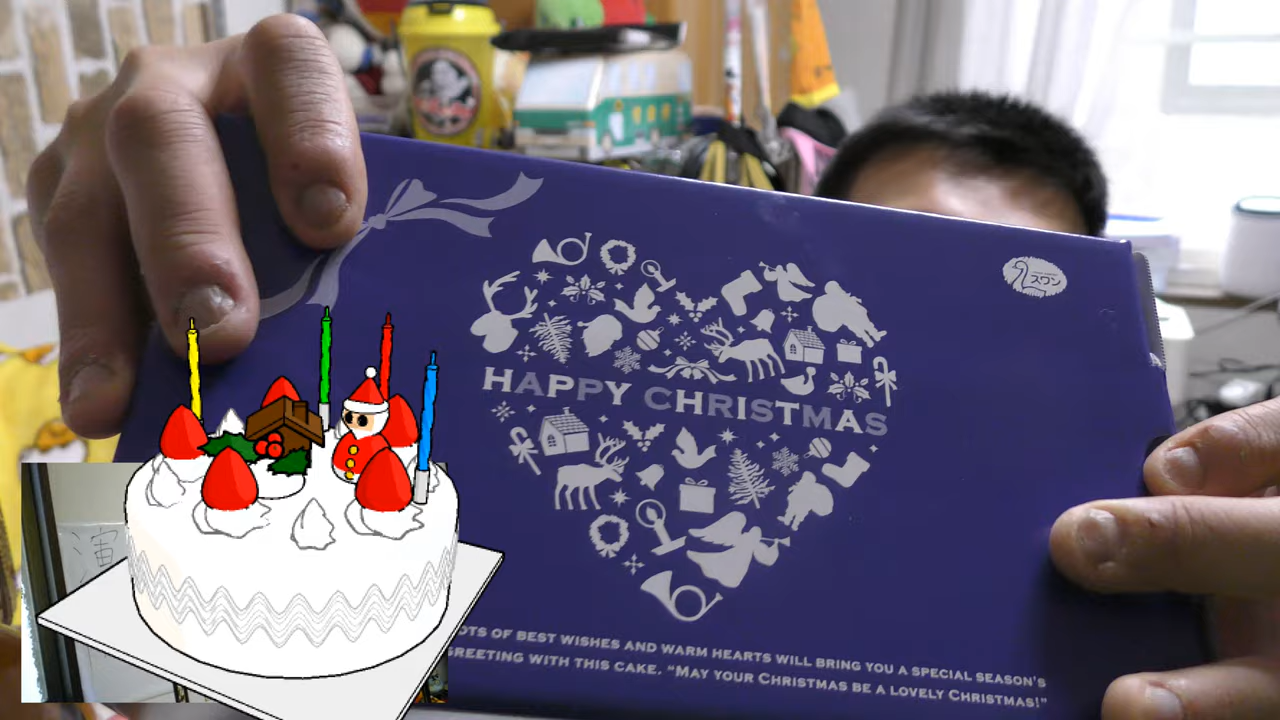 スワン
HAPPY CHRISTMAS
OTS OF BEST WISHES AND WARM HEARTS WILL BRING YOU A SPECIAL SEASON'S
GREETING WITH THIS CAKE. "MAY YOUR CHRISTMAS BE A LOVELY CHRISTMAS!"
演